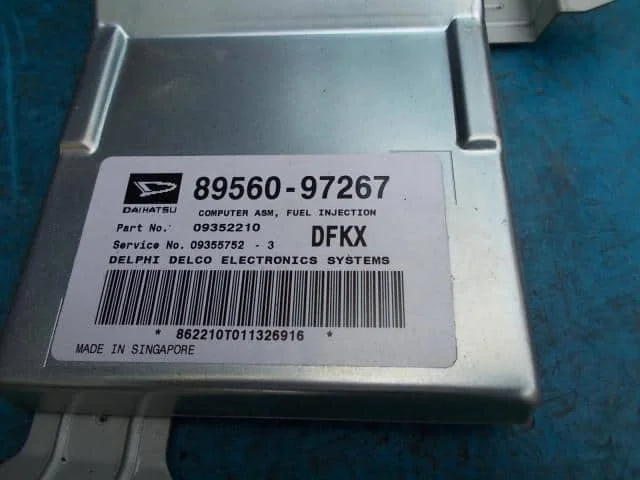 89560-97267
DAIHATSU
COMPUTER ASM, FUEL INJECTION
Part No. 09352210
Service No. 09355752 - 3 DFKX
DELPHI DELCO ELECTRONICS SYSTEMS
* 862210T011326916 *
MADE IN SINGAPORE